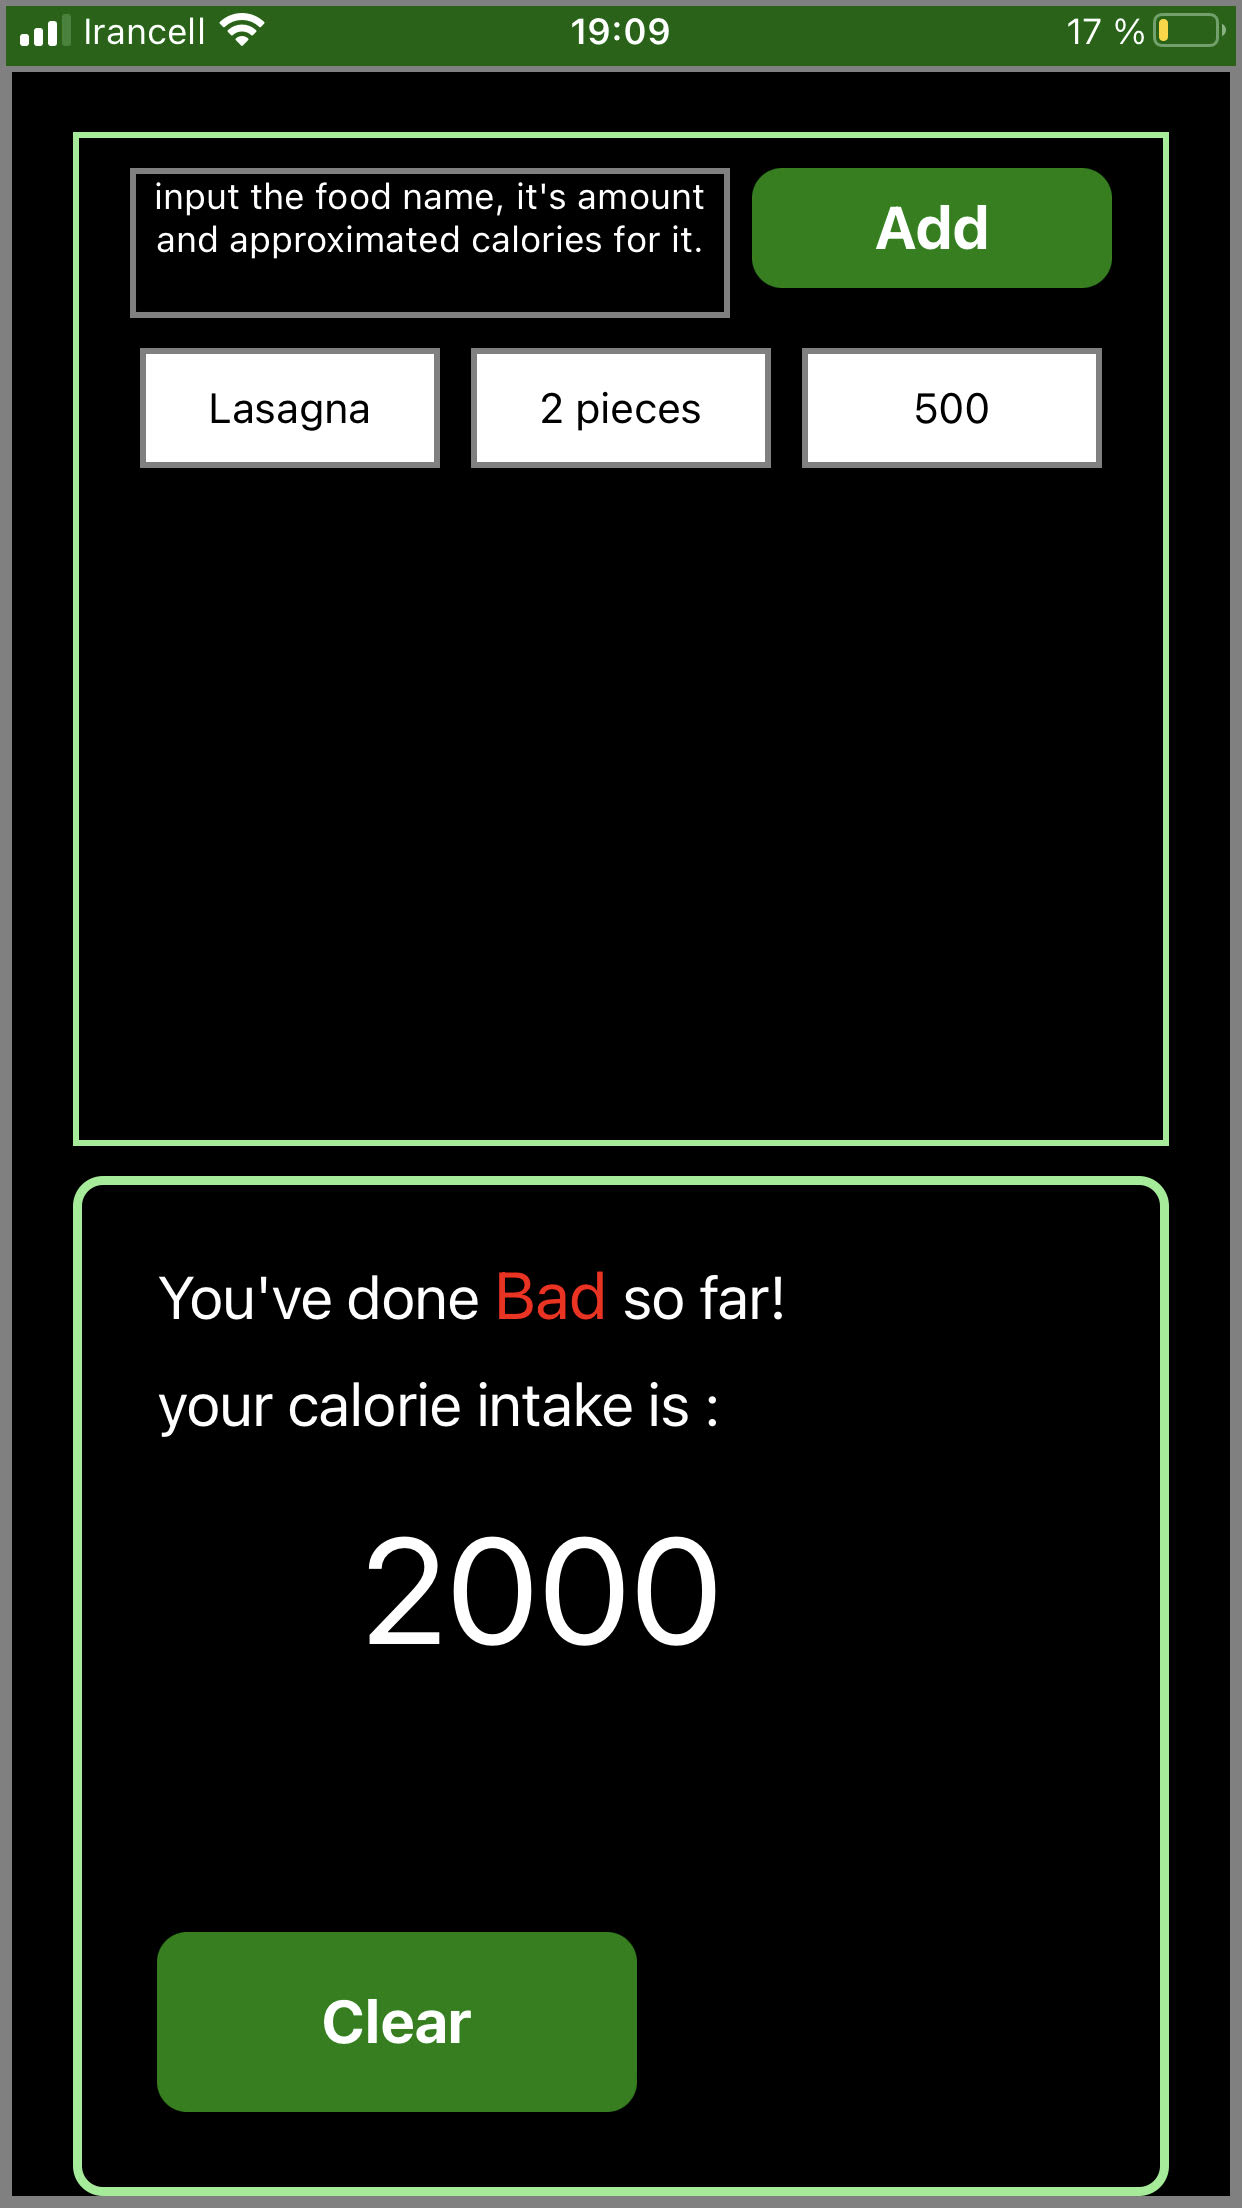 Irancell 19:09 17 %
input the food name, it's amount
and approximated calories for it.
Add
Lasagna 2 pieces 500
You've done Bad so far!
your calorie intake is :
2000
Clear